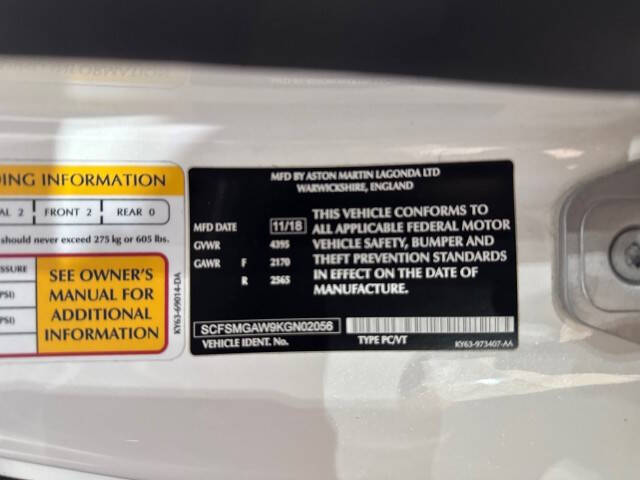 DING INFORMATION
AL 2 FRONT 2 REAR 0
should never exceed 275 kg or 605 lbs.
SSURE
PSI)
PSI)
SEE OWNER'S
MANUAL FOR
ADDITIONAL
INFORMATION
KY63-69014-DA
MFD BY ASTON MARTIN LAGONDA LTD
WARWICKSHIRE, ENGLAND
MFD DATE 11/18
GVWR 4395
GAWR F 2170
R 2565
THIS VEHICLE CONFORMS TO
ALL APPLICABLE FEDERAL MOTOR
VEHICLE SAFETY, BUMPER AND
THEFT PREVENTION STANDARDS
IN EFFECT ON THE DATE OF
MANUFACTURE.
SCFSMGAW9KGN02056
VEHICLE IDENT. No. TYPE PC/VT KY63-973407-AA